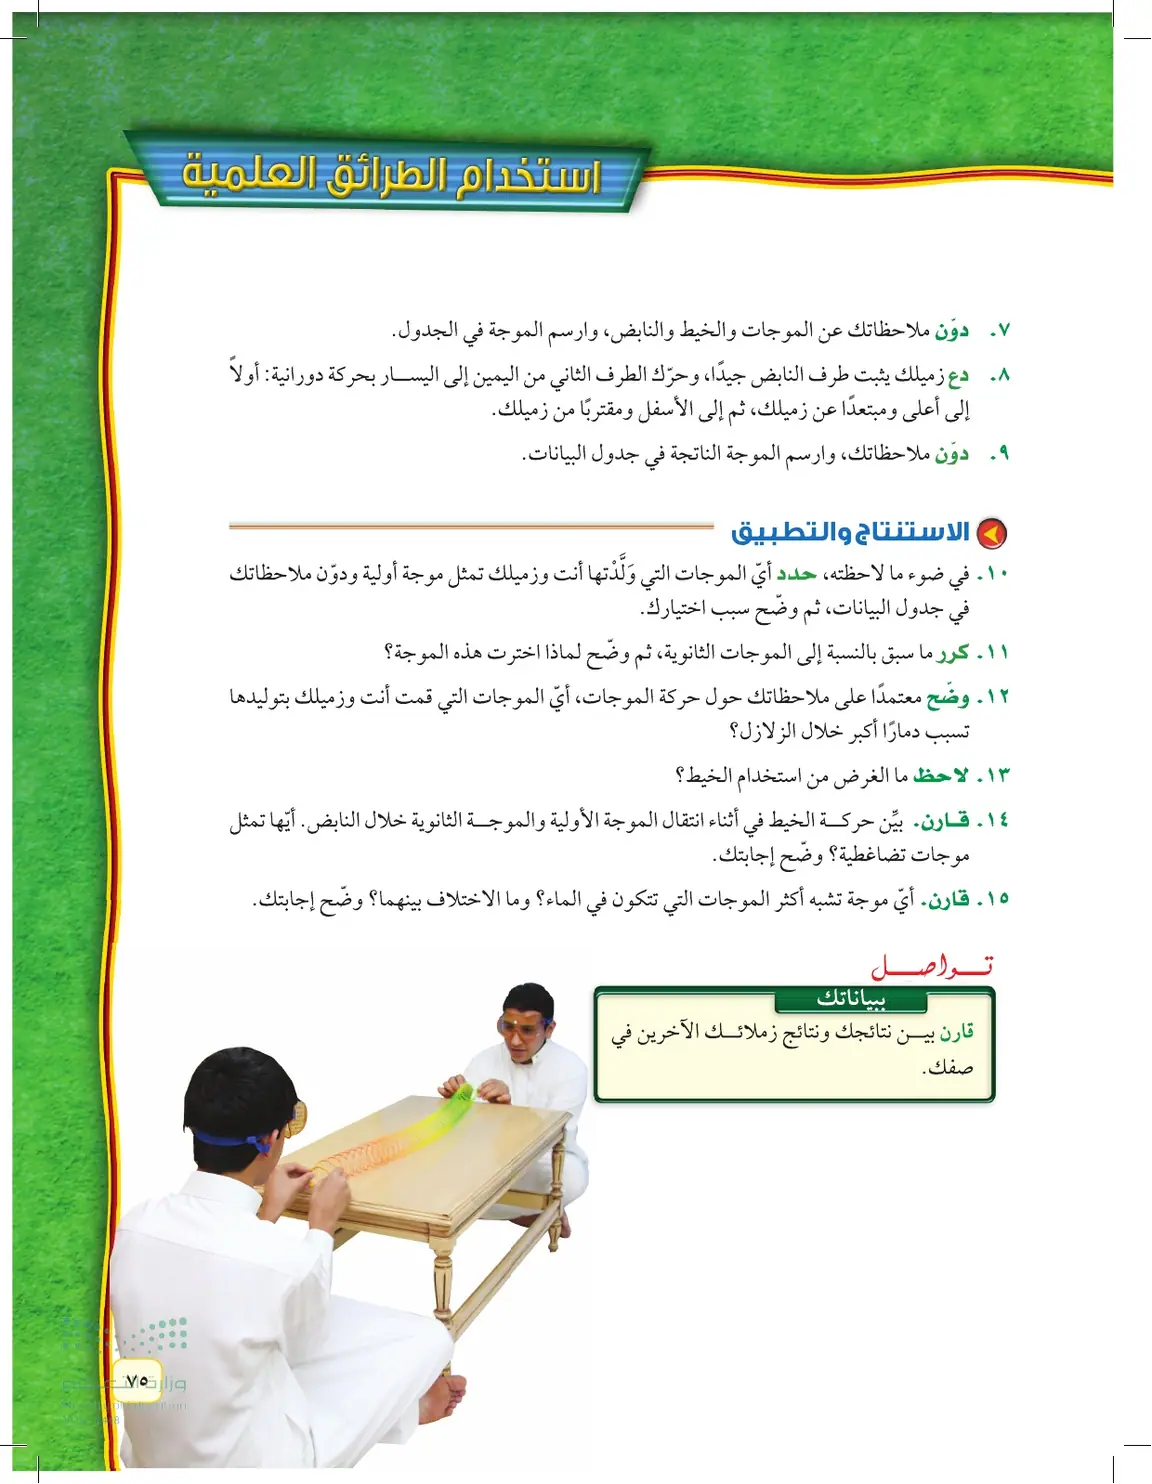 استخدام الطرائق العلمية
٧. دوّن ملاحظاتك عن الموجات والخيط والنابض، وارسم الموجة في الجدول.
٨. دع زميلك يثبت طرف النابض جيدًا، وحرّك الطرف الثاني من اليمين إلى اليسار بحركة دورانية: أولاً
إلى أعلى ومبتعدًا عن زميلك، ثم إلى الأسفل ومقتربًا من زميلك.
٩. دوّن ملاحظاتك، وارسم الموجة الناتجة في جدول البيانات.
الاستنتاج والتطبيق
١٠. في ضوء ما لاحظته، حدد أيّ الموجات التي وَلَّدْتها أنت وزميلك تمثل موجة أولية ودوّن ملاحظاتك
في جدول البيانات، ثم وضّح سبب اختيارك.
١١. كرر ما سبق بالنسبة إلى الموجات الثانوية، ثم وضّح لماذا اخترت هذه الموجة؟
١٢. وضّح معتمدًا على ملاحظاتك حول حركة الموجات، أيّ الموجات التي قمت أنت وزميلك بتوليدها
تسبب دمارًا أكبر خلال الزلازل؟
١٣. لاحظ ما الغرض من استخدام الخيط؟
١٤. قارن. بيِّن حركة الخيط في أثناء انتقال الموجة الأولية والموجة الثانوية خلال النابض. أيّها تمثل
موجات تضاغطية؟ وضّح إجابتك.
١٥. قارن. أيّ موجة تشبه أكثر الموجات التي تتكون في الماء؟ وما الاختلاف بينهما؟ وضّح إجابتك.
تواصل
ببياناتك
قارن بين نتائجك ونتائج زملائك الآخرين في
صفك.
وزارة التعليم
٧٥